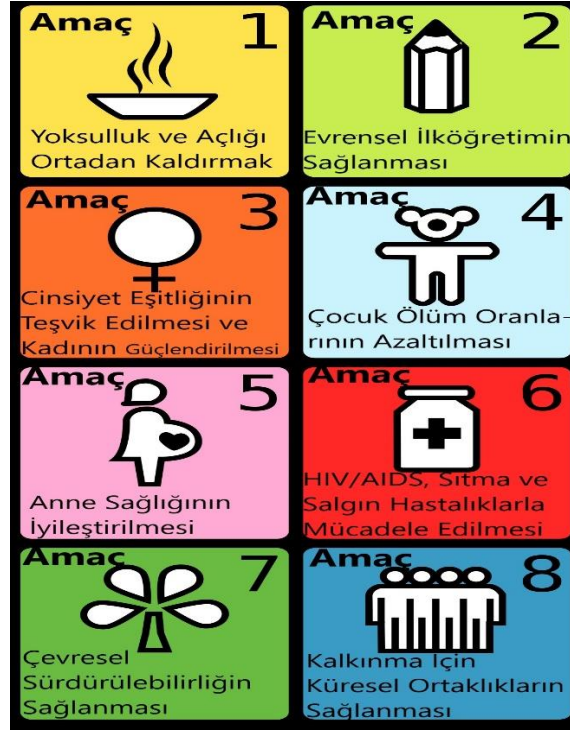 Amaç 1
Yoksulluk ve Açlığı
Ortadan Kaldırmak
Amaç 2
Evrensel İlköğretimin
Sağlanması
Amaç 3
Cinsiyet Eşitliğinin
Teşvik Edilmesi ve
Kadının Güçlendirilmesi
Amaç 4
Çocuk Ölüm Oranla-
rının Azaltılması
Amaç 5
Anne Sağlığının
İyileştirilmesi
Amaç 6
HIV/AIDS, Sıtma ve
Salgın Hastalıklarla
Mücadele Edilmesi
Amaç 7
Çevresel
Sürdürülebilirliğin
Sağlanması
Amaç 8
Kalkınma İçin
Küresel Ortaklıkların
Sağlanması